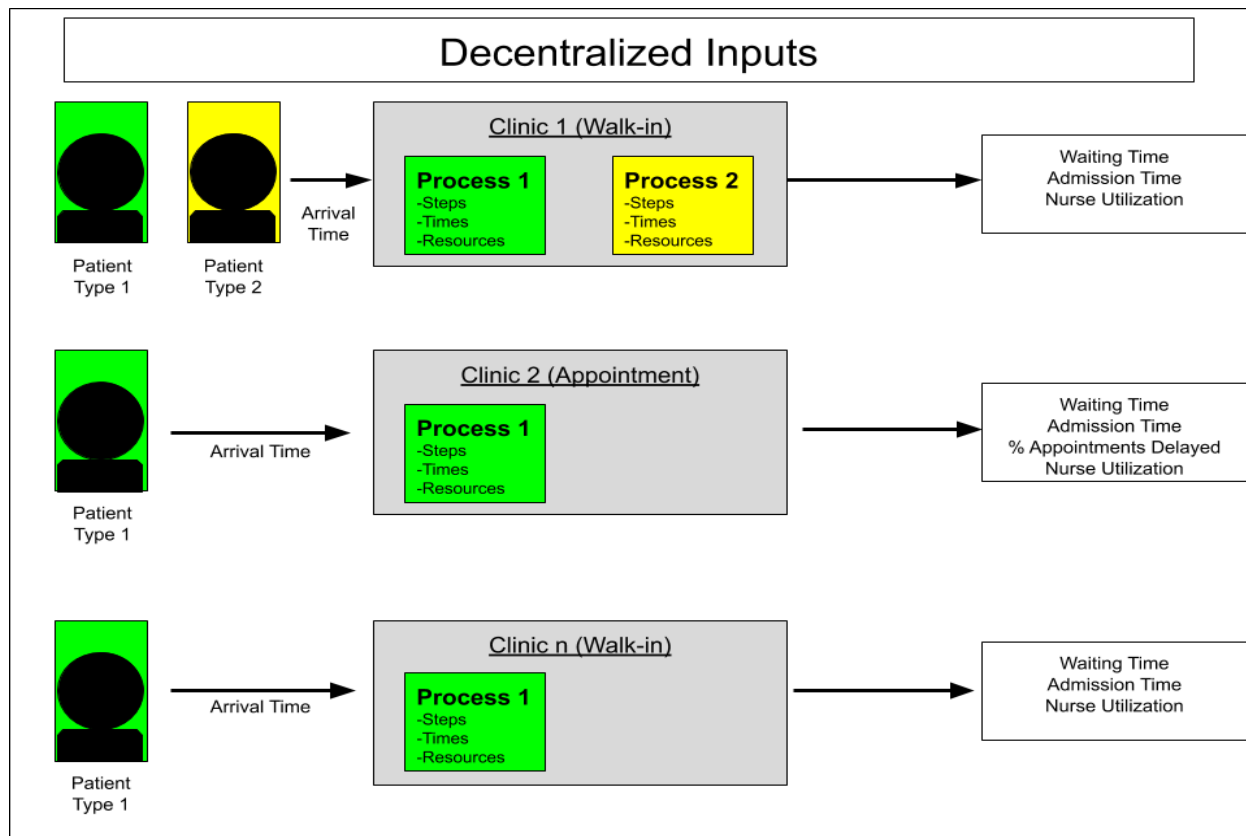 Decentralized Inputs
Patient
Type 1
Patient
Type 2
Arrival
Time
Clinic 1 (Walk-in)
Process 1
-Steps
-Times
-Resources
Process 2
-Steps
-Times
-Resources
Waiting Time
Admission Time
Nurse Utilization
Patient
Type 1
Arrival Time
Clinic 2 (Appointment)
Process 1
-Steps
-Times
-Resources
Waiting Time
Admission Time
% Appointments Delayed
Nurse Utilization
Patient
Type 1
Arrival Time
Clinic n (Walk-in)
Process 1
-Steps
-Times
-Resources
Waiting Time
Admission Time
Nurse Utilization